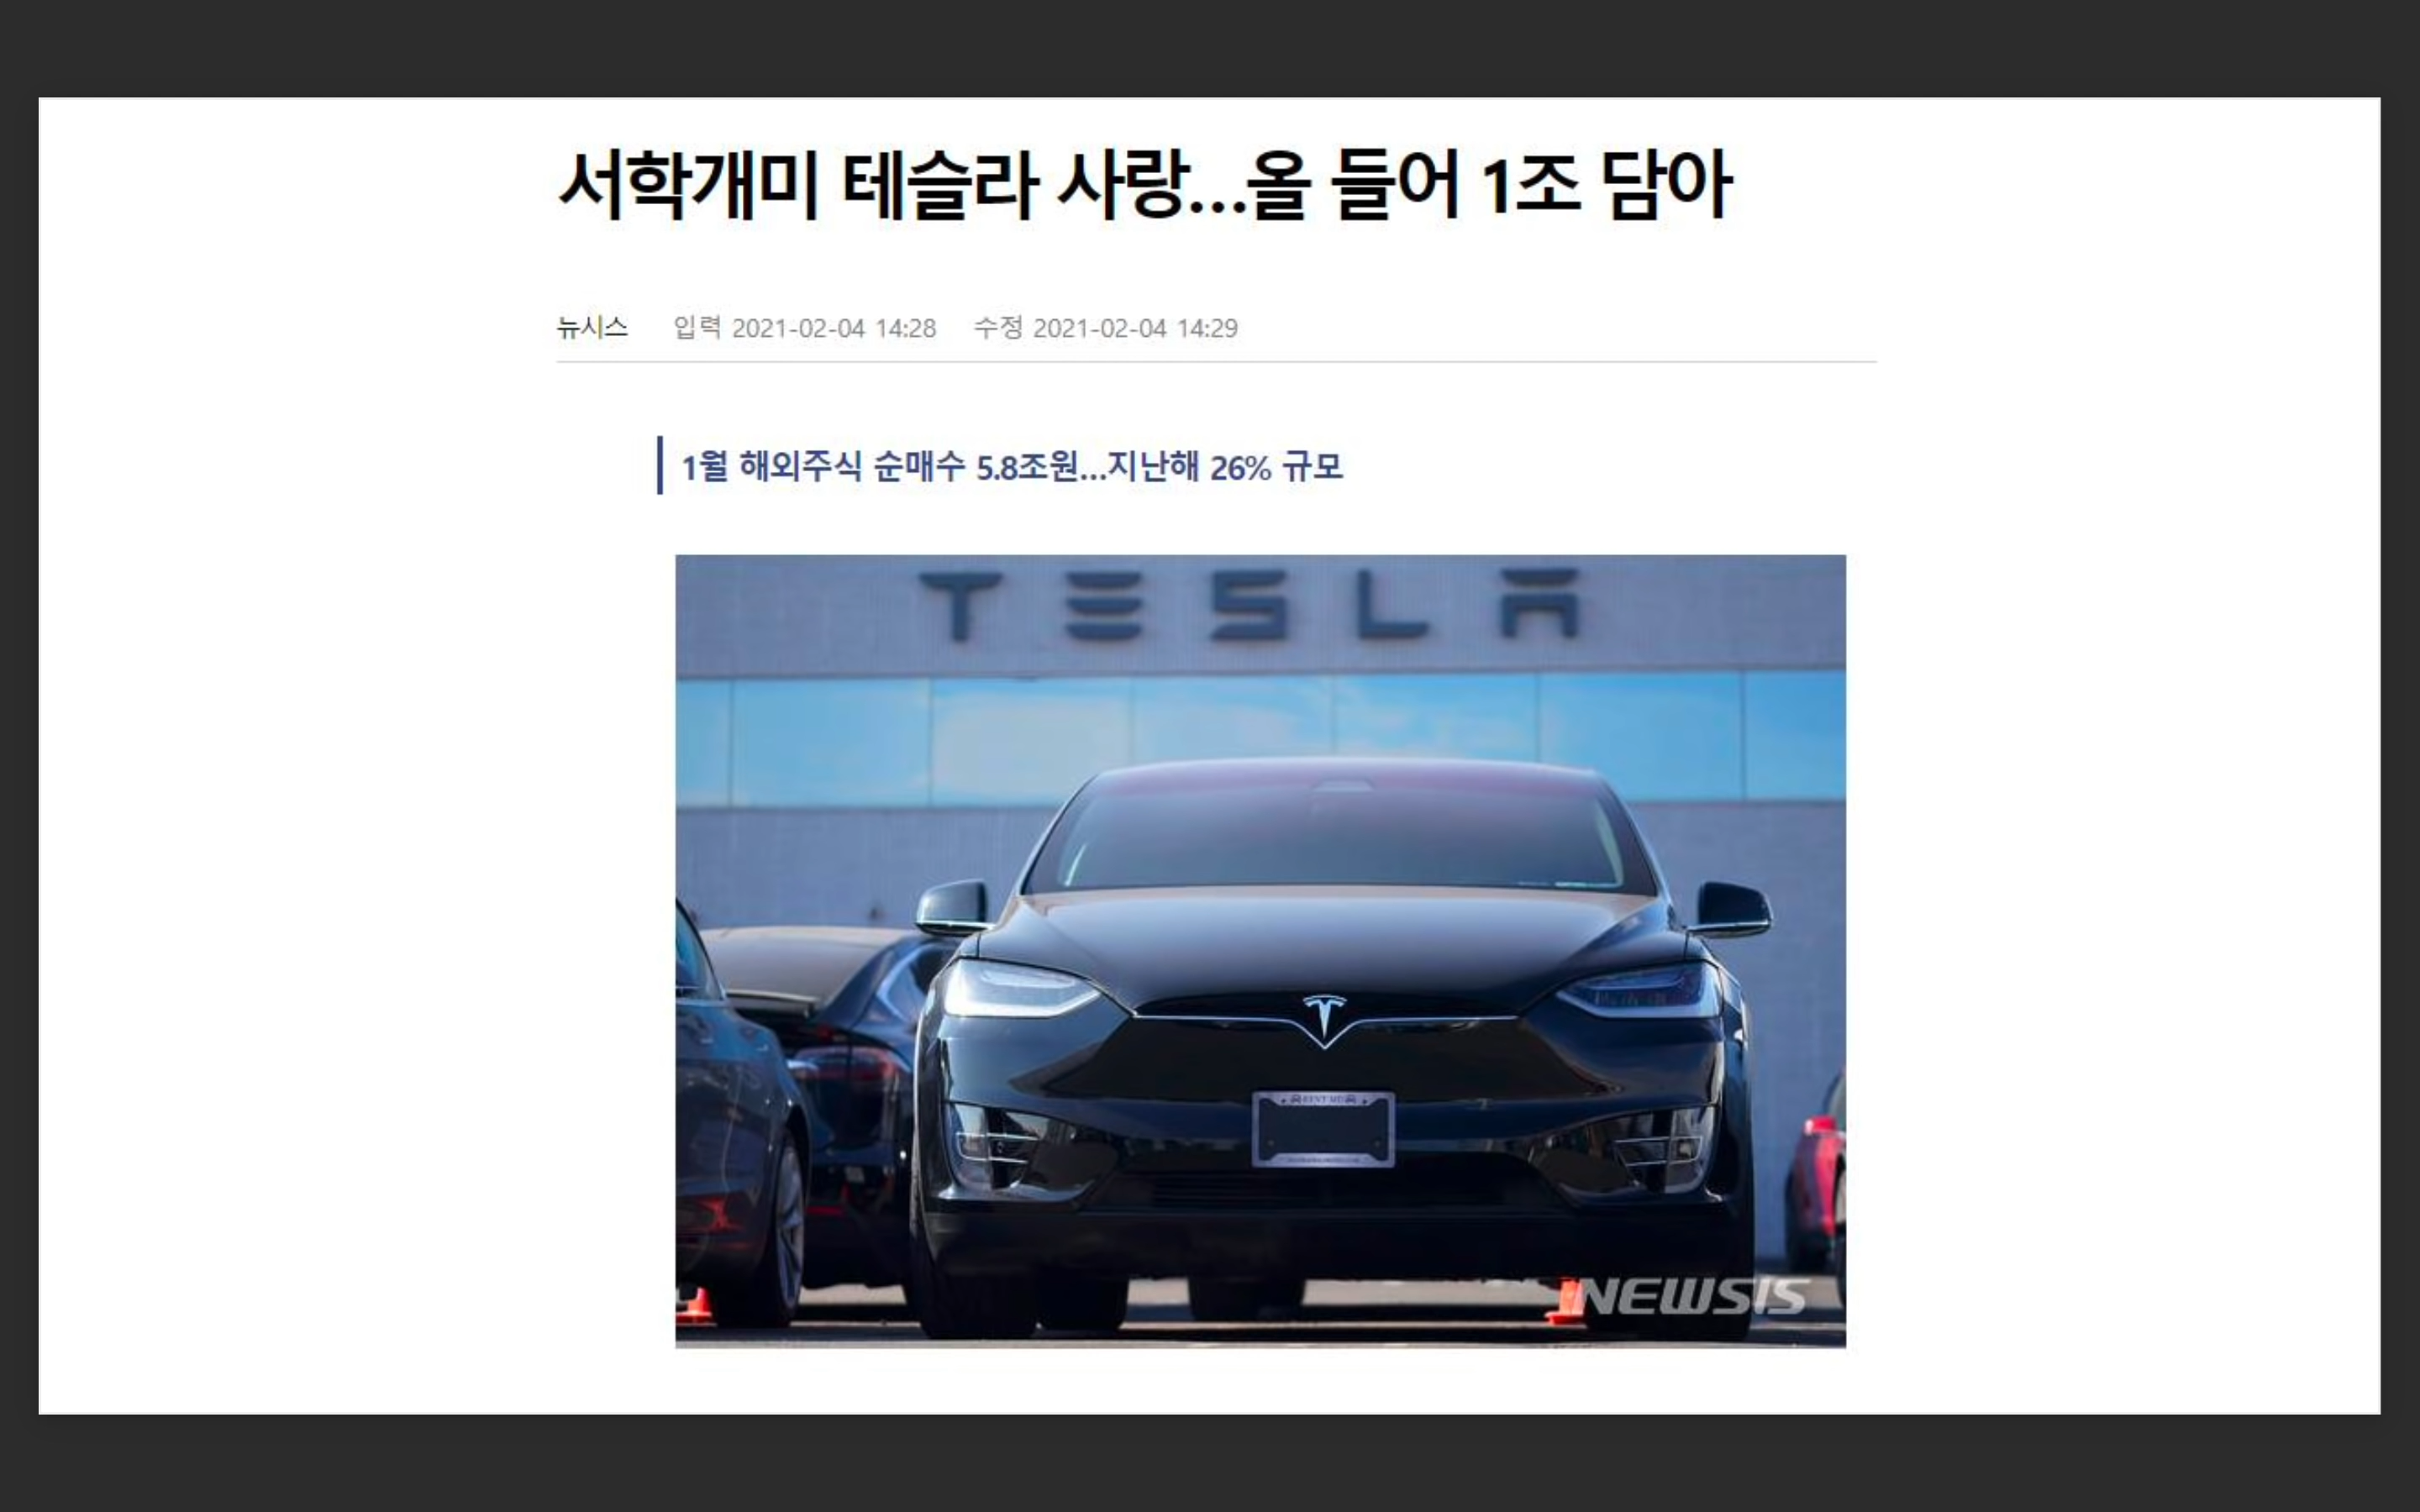 서학개미 테슬라 사랑...올 들어 1조 담아
뉴시스 입력 2021-02-04 14:28 수정 2021-02-04 14:29
1월 해외주식 순매수 5.8조원...지난해 26% 규모
TESLA
NEWSIS